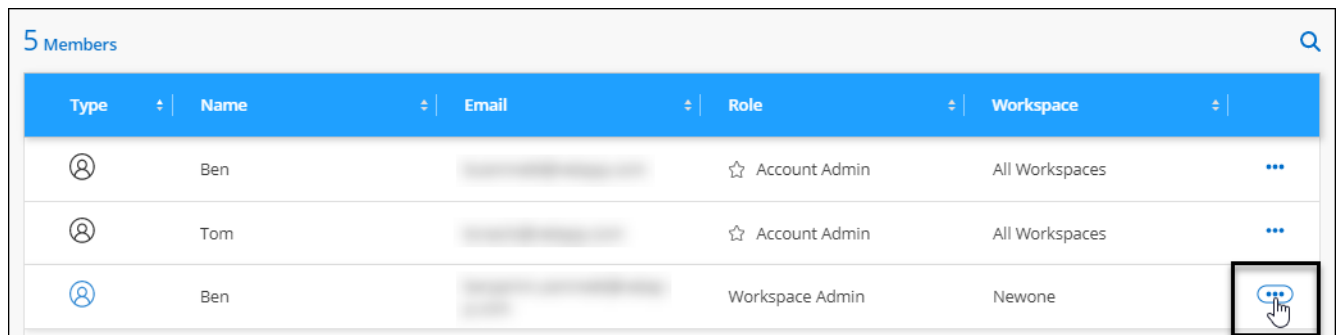 5 Members
Type Name Email Role Workspace
Ben Account Admin All Workspaces
Tom Account Admin All Workspaces
Ben Workspace Admin Newone